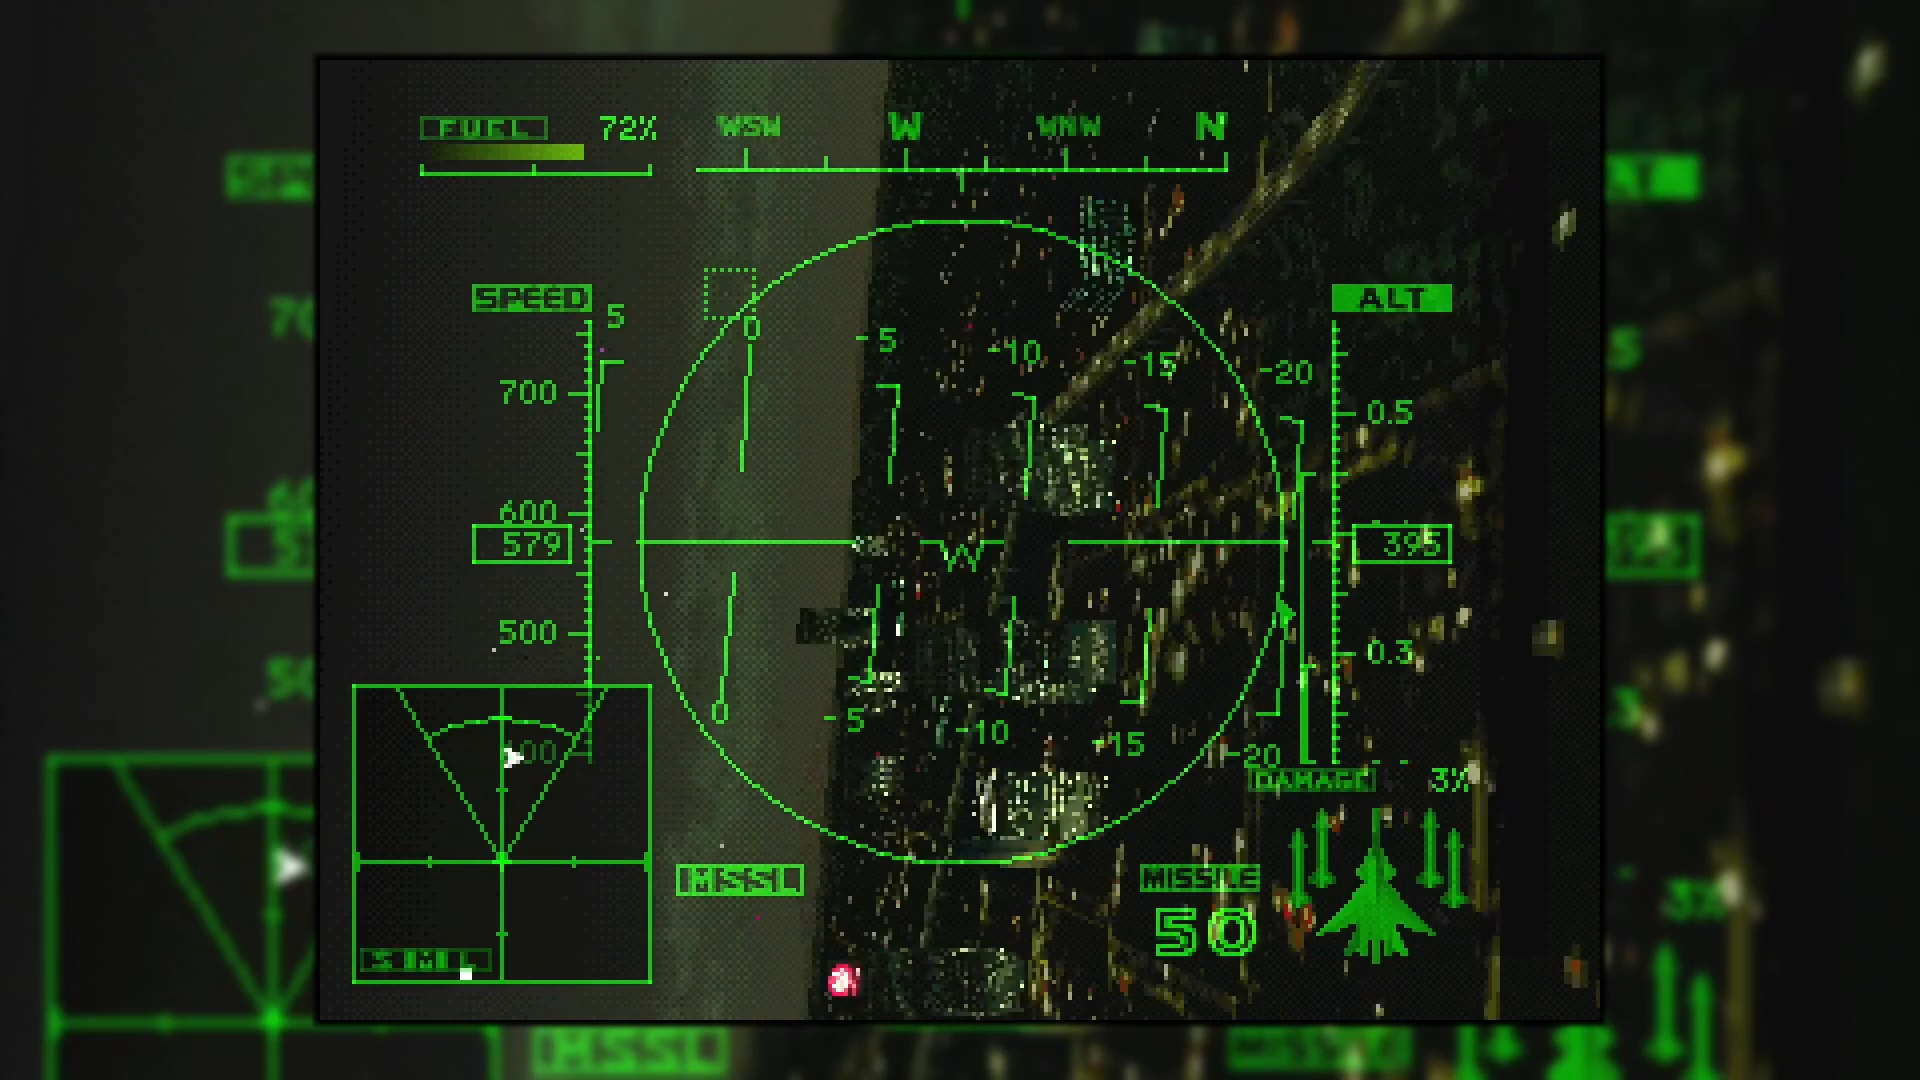 FUEL 72% WSW W WNW N
SPEED 5 ALT
0 -5 -10 -15 -20
700 0.5
600
579 395
500 0.3
0 -5 -10 -15 -20
400
DAMAGE 3%
MSSL MISSILE
50